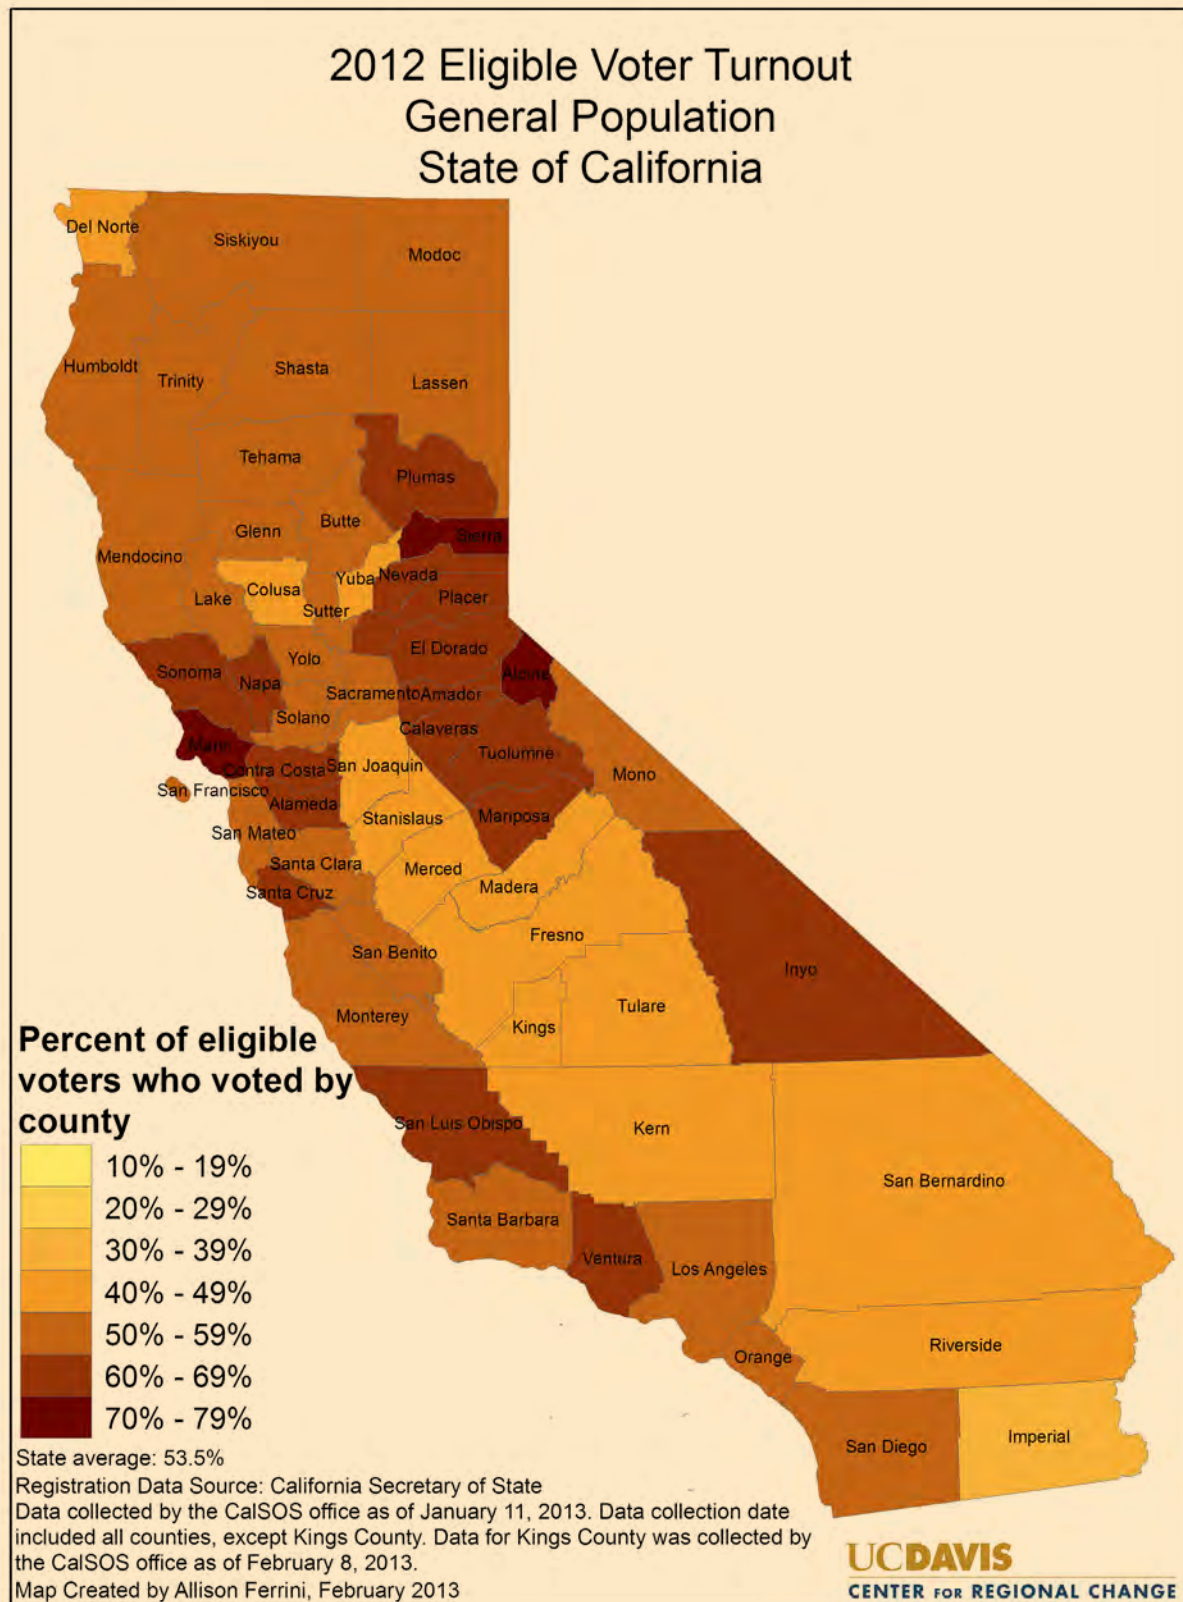 2012 Eligible Voter Turnout
General Population
State of California
Del Norte
Siskiyou
Modoc
Humboldt
Trinity
Shasta
Lassen
Tehama
Plumas
Glenn
Butte
Sierra
Mendocino
Lake
Colusa
Yuba
Nevada
Sutter
Placer
Sonoma
Napa
Yolo
El Dorado
Alpine
Sacramento
Amador
Solano
Marin
Calaveras
Contra Costa
San Joaquin
Tuolumne
Mono
San Francisco
Alameda
San Mateo
Stanislaus
Mariposa
Santa Clara
Merced
Santa Cruz
Madera
San Benito
Fresno
Inyo
Monterey
Kings
Tulare
San Luis Obispo
Kern
San Bernardino
Santa Barbara
Ventura
Los Angeles
Orange
Riverside
San Diego
Imperial
Percent of eligible
voters who voted by
county
10% - 19%
20% - 29%
30% - 39%
40% - 49%
50% - 59%
60% - 69%
70% - 79%
State average: 53.5%
Registration Data Source: California Secretary of State
Data collected by the CalSOS office as of January 11, 2013. Data collection date
included all counties, except Kings County. Data for Kings County was collected by
the CalSOS office as of February 8, 2013.
Map Created by Allison Ferrini, February 2013
UCDAVIS
CENTER FOR REGIONAL CHANGE